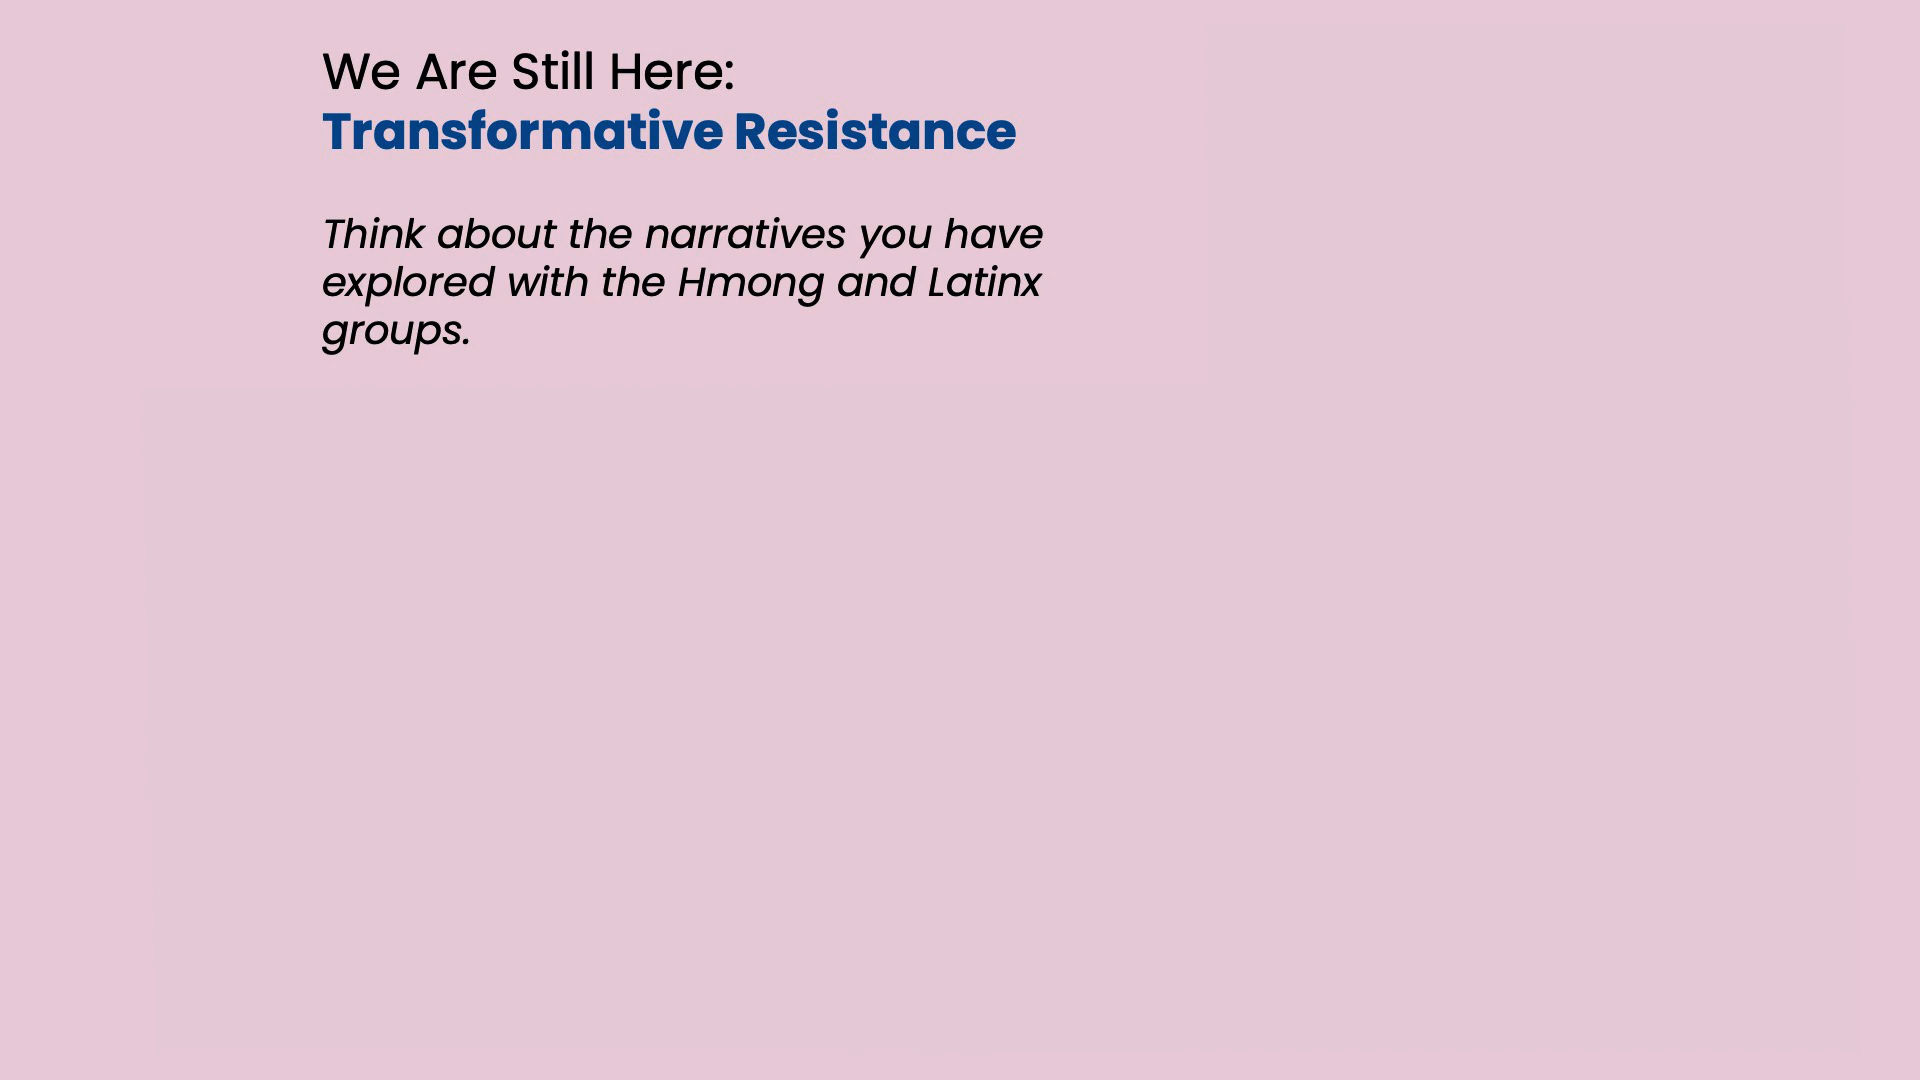 We Are Still Here:
Transformative Resistance
Think about the narratives you have
explored with the Hmong and Latinx
groups.